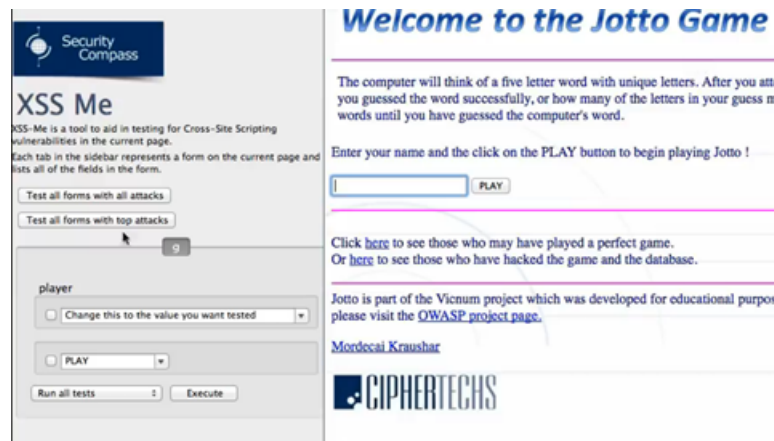 Security
Compass
XSS Me
XSS-Me is a tool to aid in testing for Cross-Site Scripting
vulnerabilities in the current page.
Each tab in the sidebar represents a form on the current page and
lists all of the fields in the form.
Test all forms with all attacks
Test all forms with top attacks
g
player
Change this to the value you want tested
PLAY
Run all tests
Execute
Welcome to the Jotto Game
The computer will think of a five letter word with unique letters. After you
you guessed the word successfully, or how many of the letters in your guess
words until you have guessed the computer's word.
Enter your name and the click on the PLAY button to begin playing Jotto !
PLAY
Click here to see those who may have played a perfect game.
Or here to see those who have hacked the game and the database.
Jotto is part of the Vicnum project which was developed for educational
please visit the OWASP project page.
Mordecai Kraushar
CIPHERTECHS